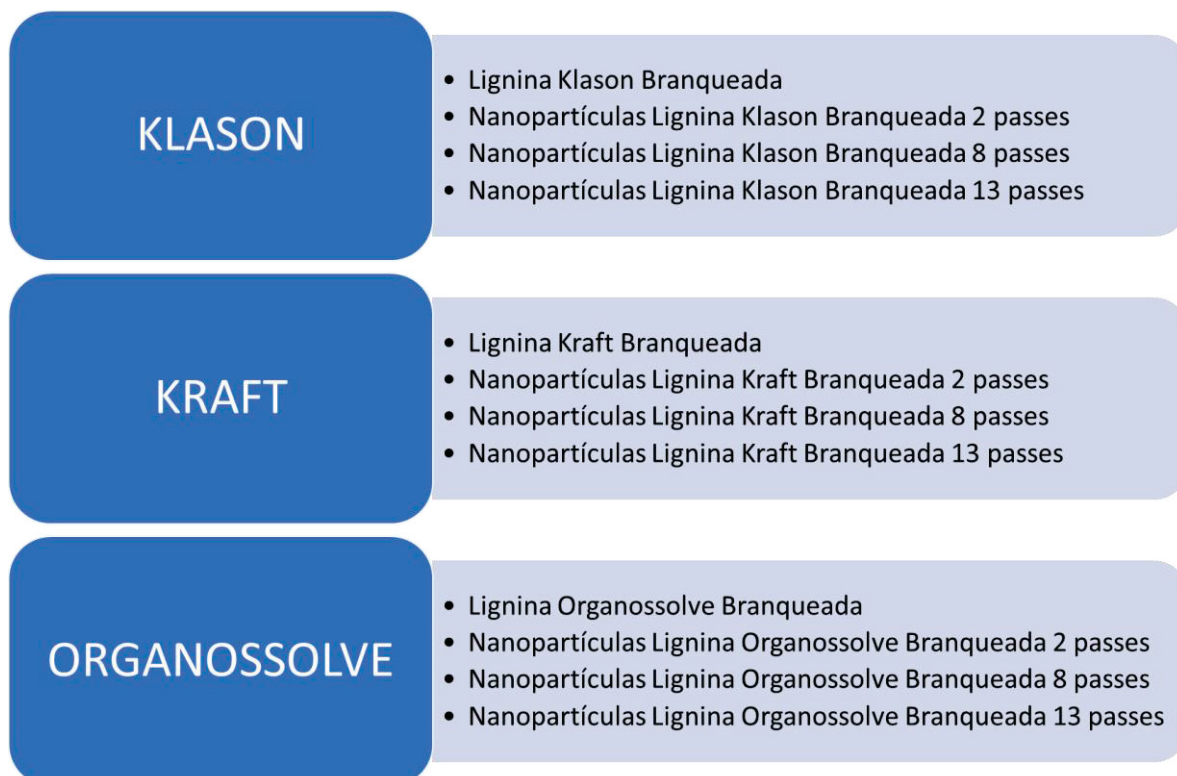 KLASON
• Lignina Klason Branqueada
• Nanopartículas Lignina Klason Branqueada 2 passes
• Nanopartículas Lignina Klason Branqueada 8 passes
• Nanopartículas Lignina Klason Branqueada 13 passes
KRAFT
• Lignina Kraft Branqueada
• Nanopartículas Lignina Kraft Branqueada 2 passes
• Nanopartículas Lignina Kraft Branqueada 8 passes
• Nanopartículas Lignina Kraft Branqueada 13 passes
ORGANOSSOLVE
• Lignina Organossolve Branqueada
• Nanopartículas Lignina Organossolve Branqueada 2 passes
• Nanopartículas Lignina Organossolve Branqueada 8 passes
• Nanopartículas Lignina Organossolve Branqueada 13 passes